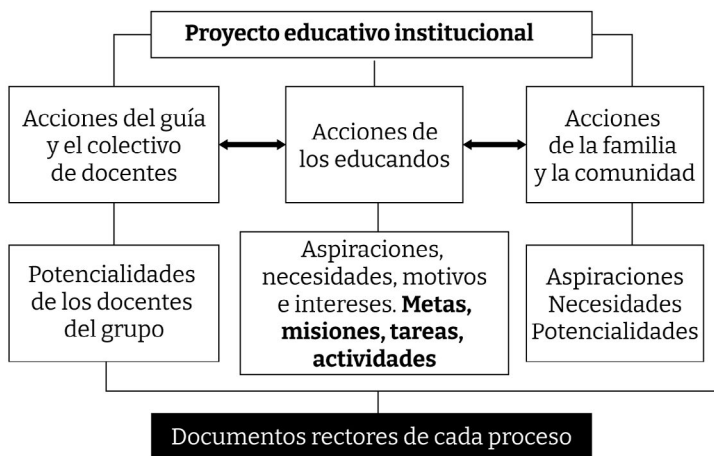 Proyecto educativo institucional
Acciones del guía
y el colectivo
de docentes
Acciones de
los educandos
Acciones
de la familia
y la comunidad
Potencialidades
de los docentes
del grupo
Aspiraciones,
necesidades, motivos
e intereses. Metas,
misiones, tareas,
actividades
Aspiraciones
Necesidades
Potencialidades
Documentos rectores de cada proceso